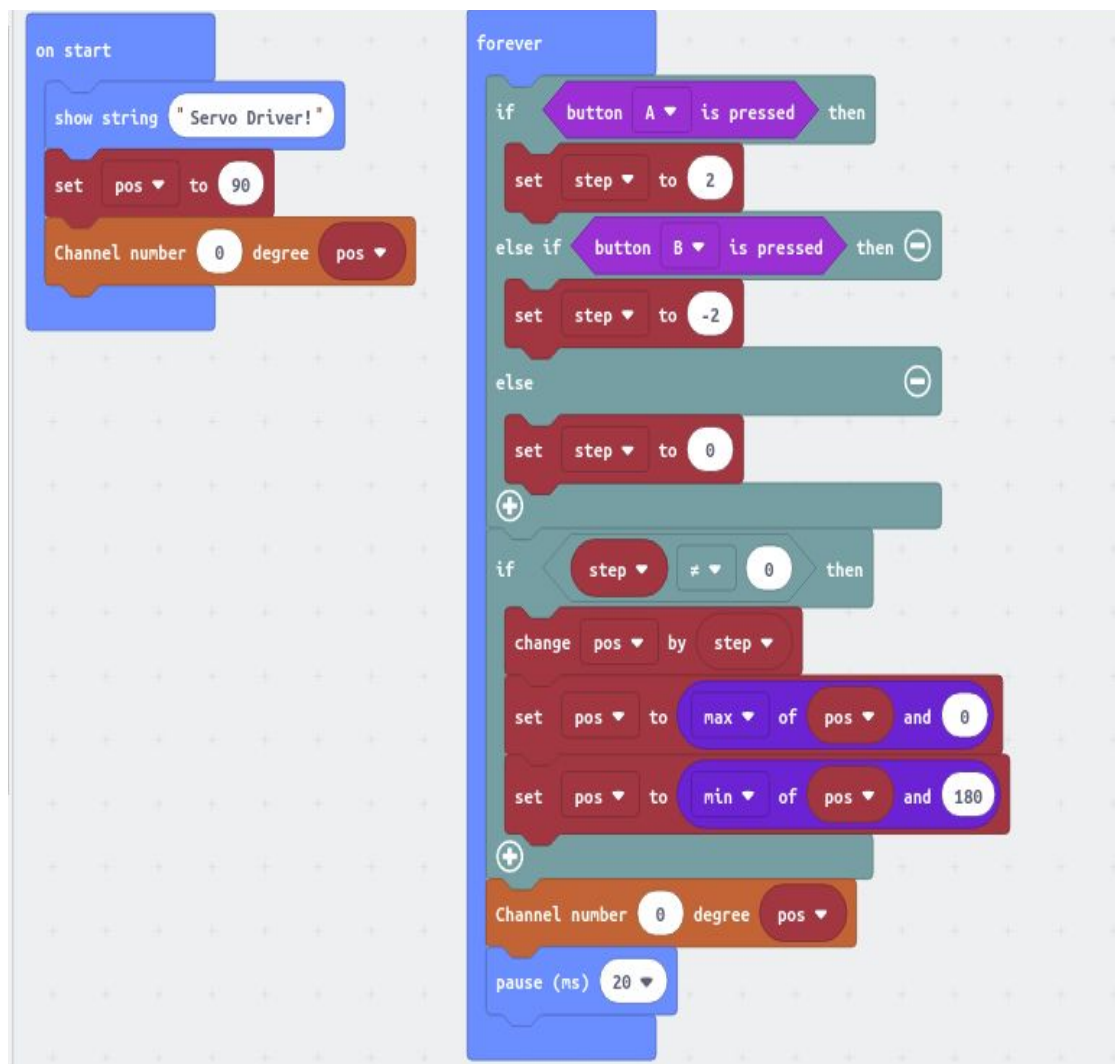 on start
show string " Servo Driver! "
set pos to 90
Channel number 0 degree pos
forever
if button A is pressed then
set step to 2
else if button B is pressed then
set step to -2
else
set step to 0
if step ≠ 0 then
change pos by step
set pos to max of pos and 0
set pos to min of pos and 180
Channel number 0 degree pos
pause (ms) 20